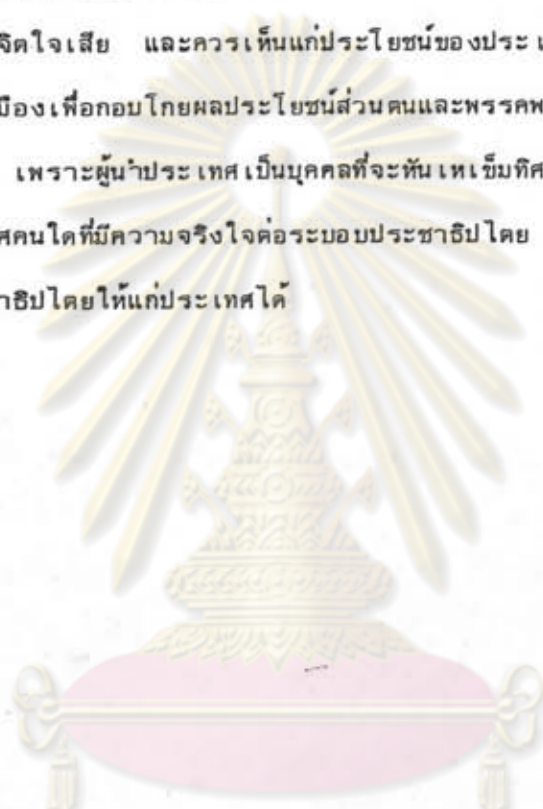 จิตใจเสีย และควรเห็นแก่ประโยชน์ของประเ
มืองเพื่อกอบโกยผลประโยชน์ส่วนตนและพรรคพ
เพราะผู้นำประเทศเป็นบุคคลที่จะหันเหเข็มทิศ
ศคนใดที่มีความจริงใจต่อระบอบประชาธิปไตย
าธิปไตยให้แก่ประเทศได้